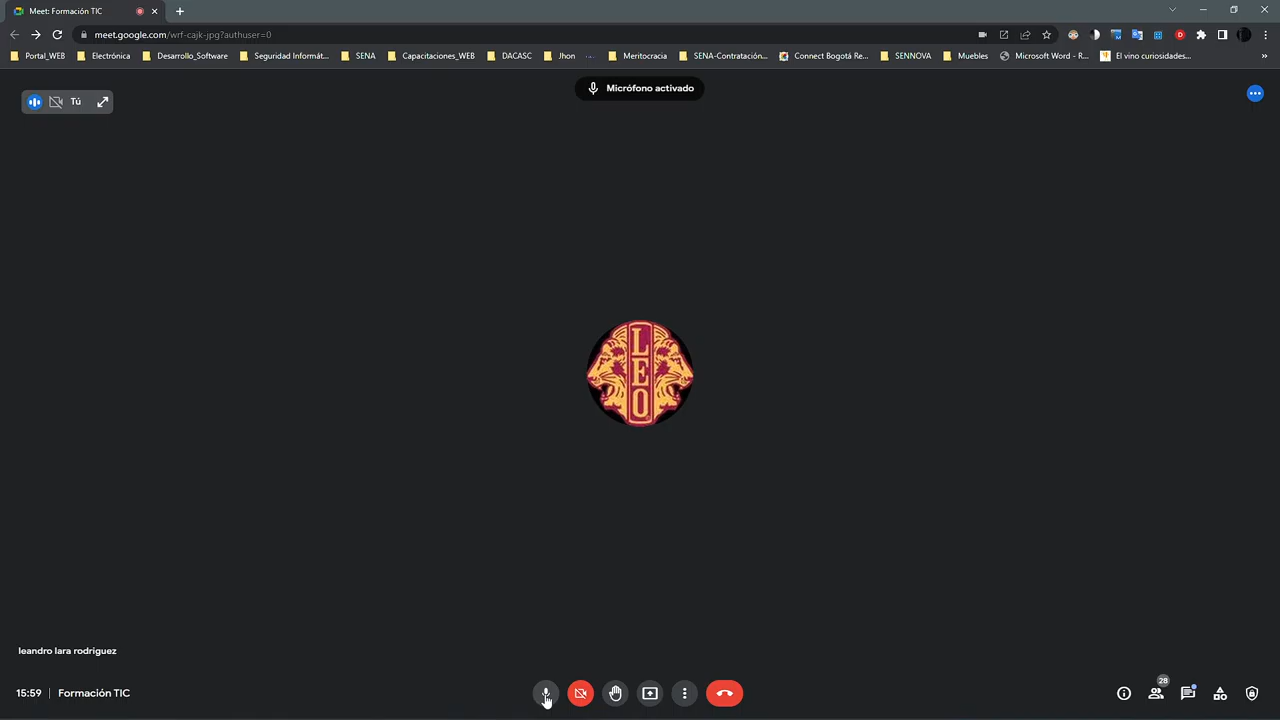 Meet: Formación TIC
meet.google.com/wrf-cajk-jpg?authuser=0
Portal_WEB
Electrónica
Desarrollo_Software
Seguridad Informát...
SENA
Capacitaciones_WEB
DACASC
Jhon
Meritocracia
SENA-Contratación...
Connect Bogotá Re...
SENNOVA
Muebles
Microsoft Word - R...
El vino curiosidades...
Tú
Micrófono activado
LEO
leandro lara rodriguez
15:59 | Formación TIC
28